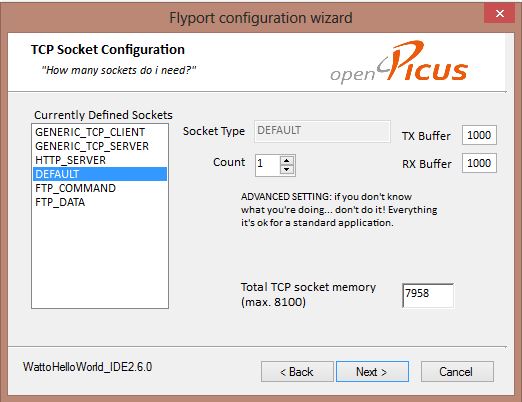 Flyport configuration wizard
TCP Socket Configuration
"How many sockets do i need?"
openPicus
Currently Defined Sockets
GENERIC_TCP_CLIENT
GENERIC_TCP_SERVER
HTTP_SERVER
DEFAULT
FTP_COMMAND
FTP_DATA
Socket Type DEFAULT
TX Buffer 1000
Count 1
RX Buffer 1000
ADVANCED SETTING: if you don't know
what you're doing... don't do it! Everything
it's ok for a standard application.
Total TCP socket memory
(max. 8100)
7958
WattoHelloWorld_IDE2.6.0
< Back
Next >
Cancel